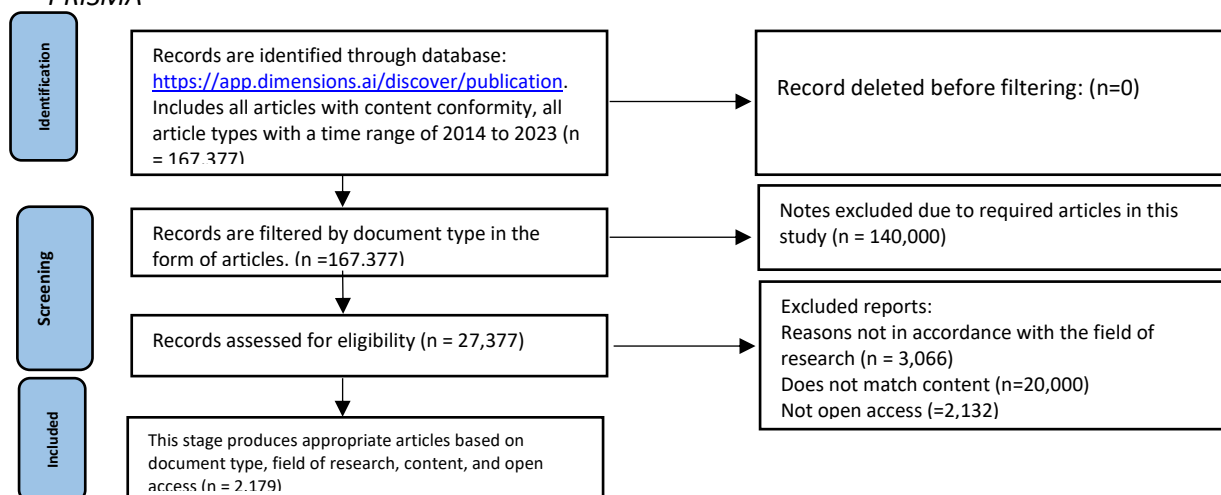 PRISMA
Identification
Records are identified through database:
https://app.dimensions.ai/discover/publication.
Includes all articles with content conformity, all
article types with a time range of 2014 to 2023 (n
= 167.377)
Record deleted before filtering: (n=0)
Screening
Records are filtered by document type in the
form of articles. (n =167.377)
Notes excluded due to required articles in this
study (n = 140,000)
Records assessed for eligibility (n = 27,377)
Excluded reports:
Reasons not in accordance with the field of
research (n = 3,066)
Does not match content (n=20,000)
Not open access (=2,132)
Included
This stage produces appropriate articles based on
document type, field of research, content, and open
access (n = 2.179)